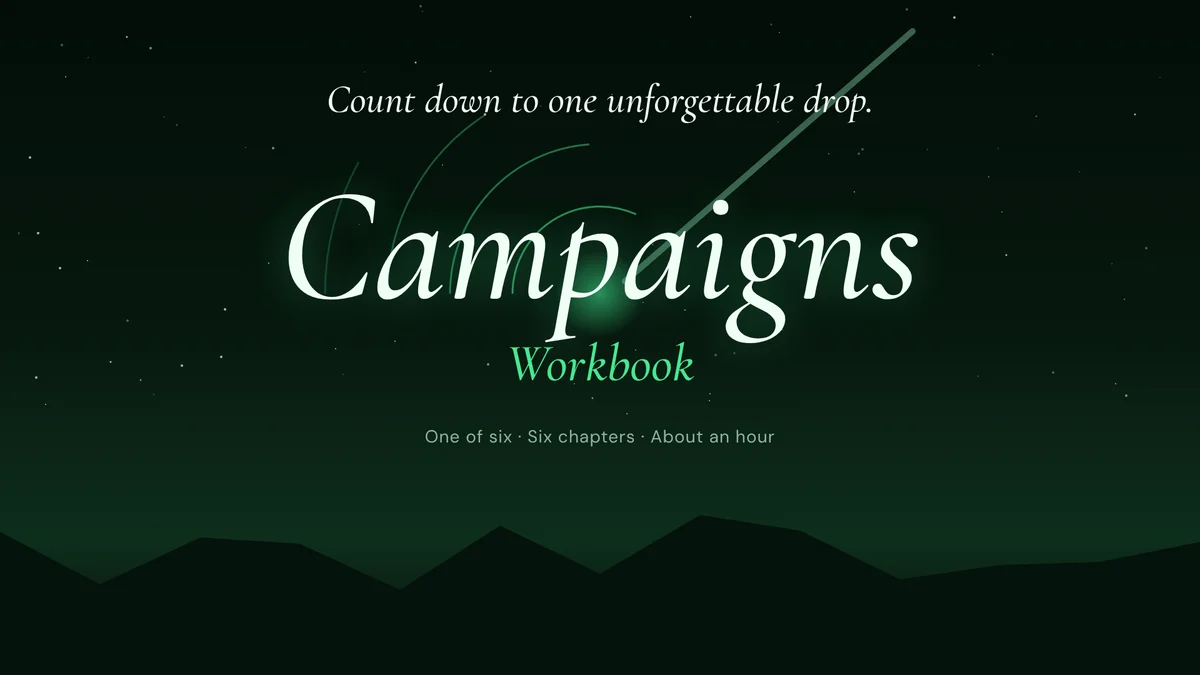 Count down to one unforgettable drop.
Campaigns
Workbook
One of six · Six chapters · About an hour